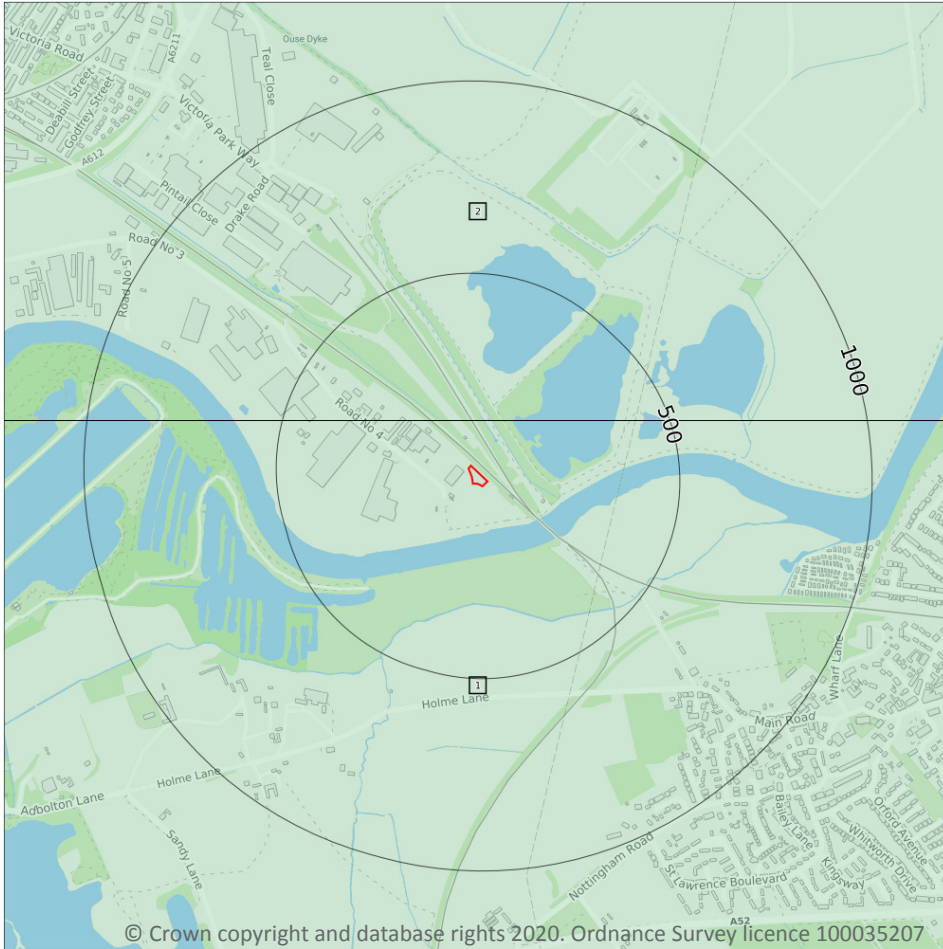 Victoria Road
Deabill Street
Godfrey Street
A6211
Teal Close
Ouse Dyke
Victoria Park Way
A612
Pintail Close
Drake Road
2
Road No 3
Road No 5
1000
500
Road No 4
1
Holme Lane
Wharf Lane
Main Road
Holme Lane
Adbolton Lane
Sandy Lane
Bailey Lane
Orford Avenue
Whitworth Drive
Kingsway
Nottingham Road
St Lawrence Boulevard
A52
© Crown copyright and database rights 2020. Ordnance Survey licence 100035207